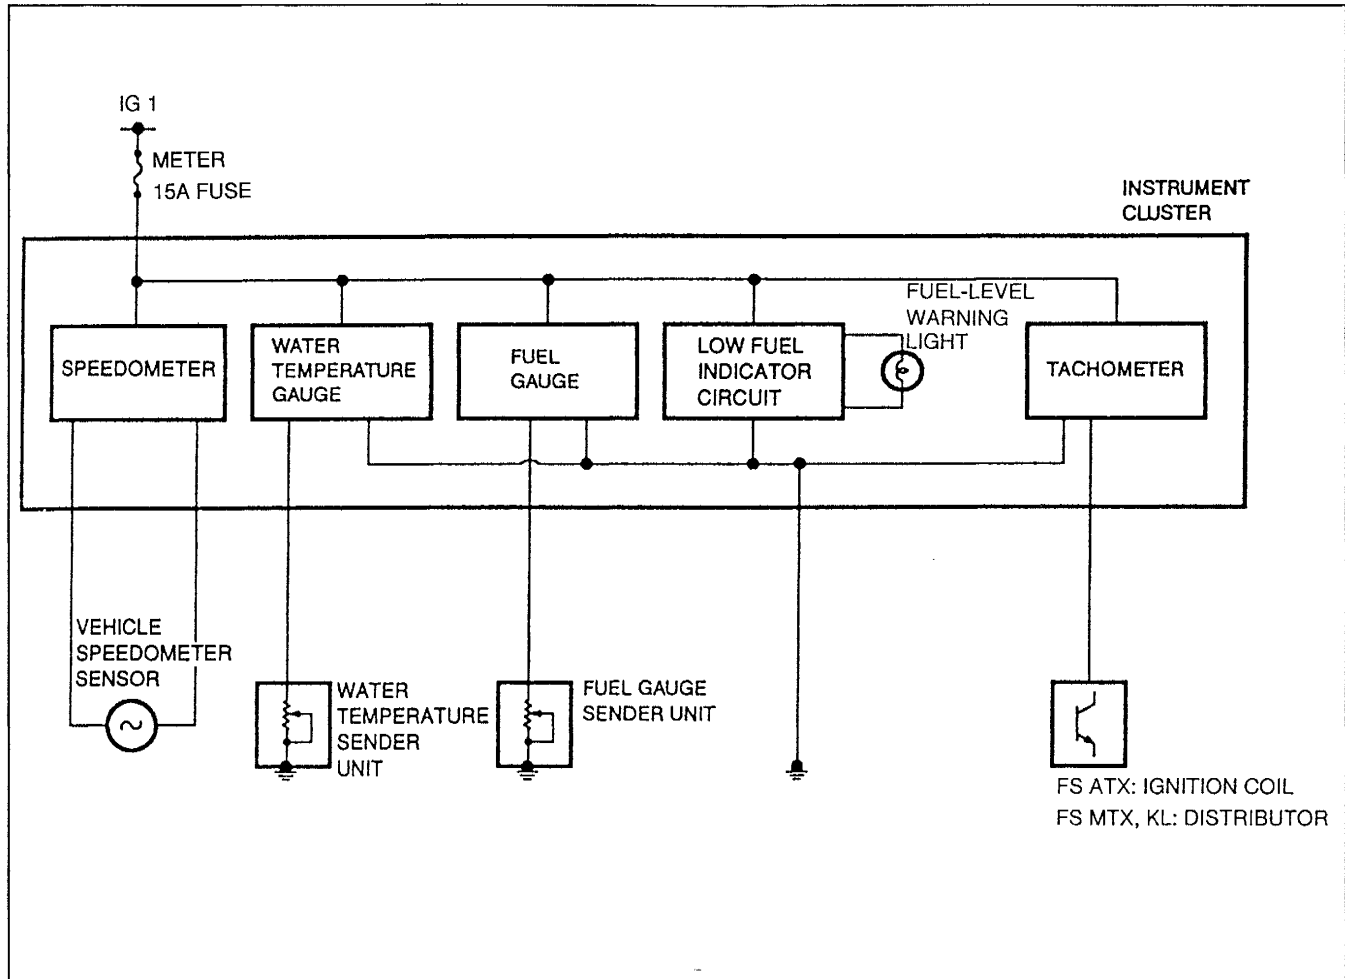 IG 1
METER
15A FUSE
INSTRUMENT
CLUSTER
SPEEDOMETER
WATER
TEMPERATURE
GAUGE
FUEL
GAUGE
LOW FUEL
INDICATOR
CIRCUIT
FUEL-LEVEL
WARNING
LIGHT
TACHOMETER
VEHICLE
SPEEDOMETER
SENSOR
WATER
TEMPERATURE
SENDER
UNIT
FUEL GAUGE
SENDER UNIT
FS ATX: IGNITION COIL
FS MTX, KL: DISTRIBUTOR